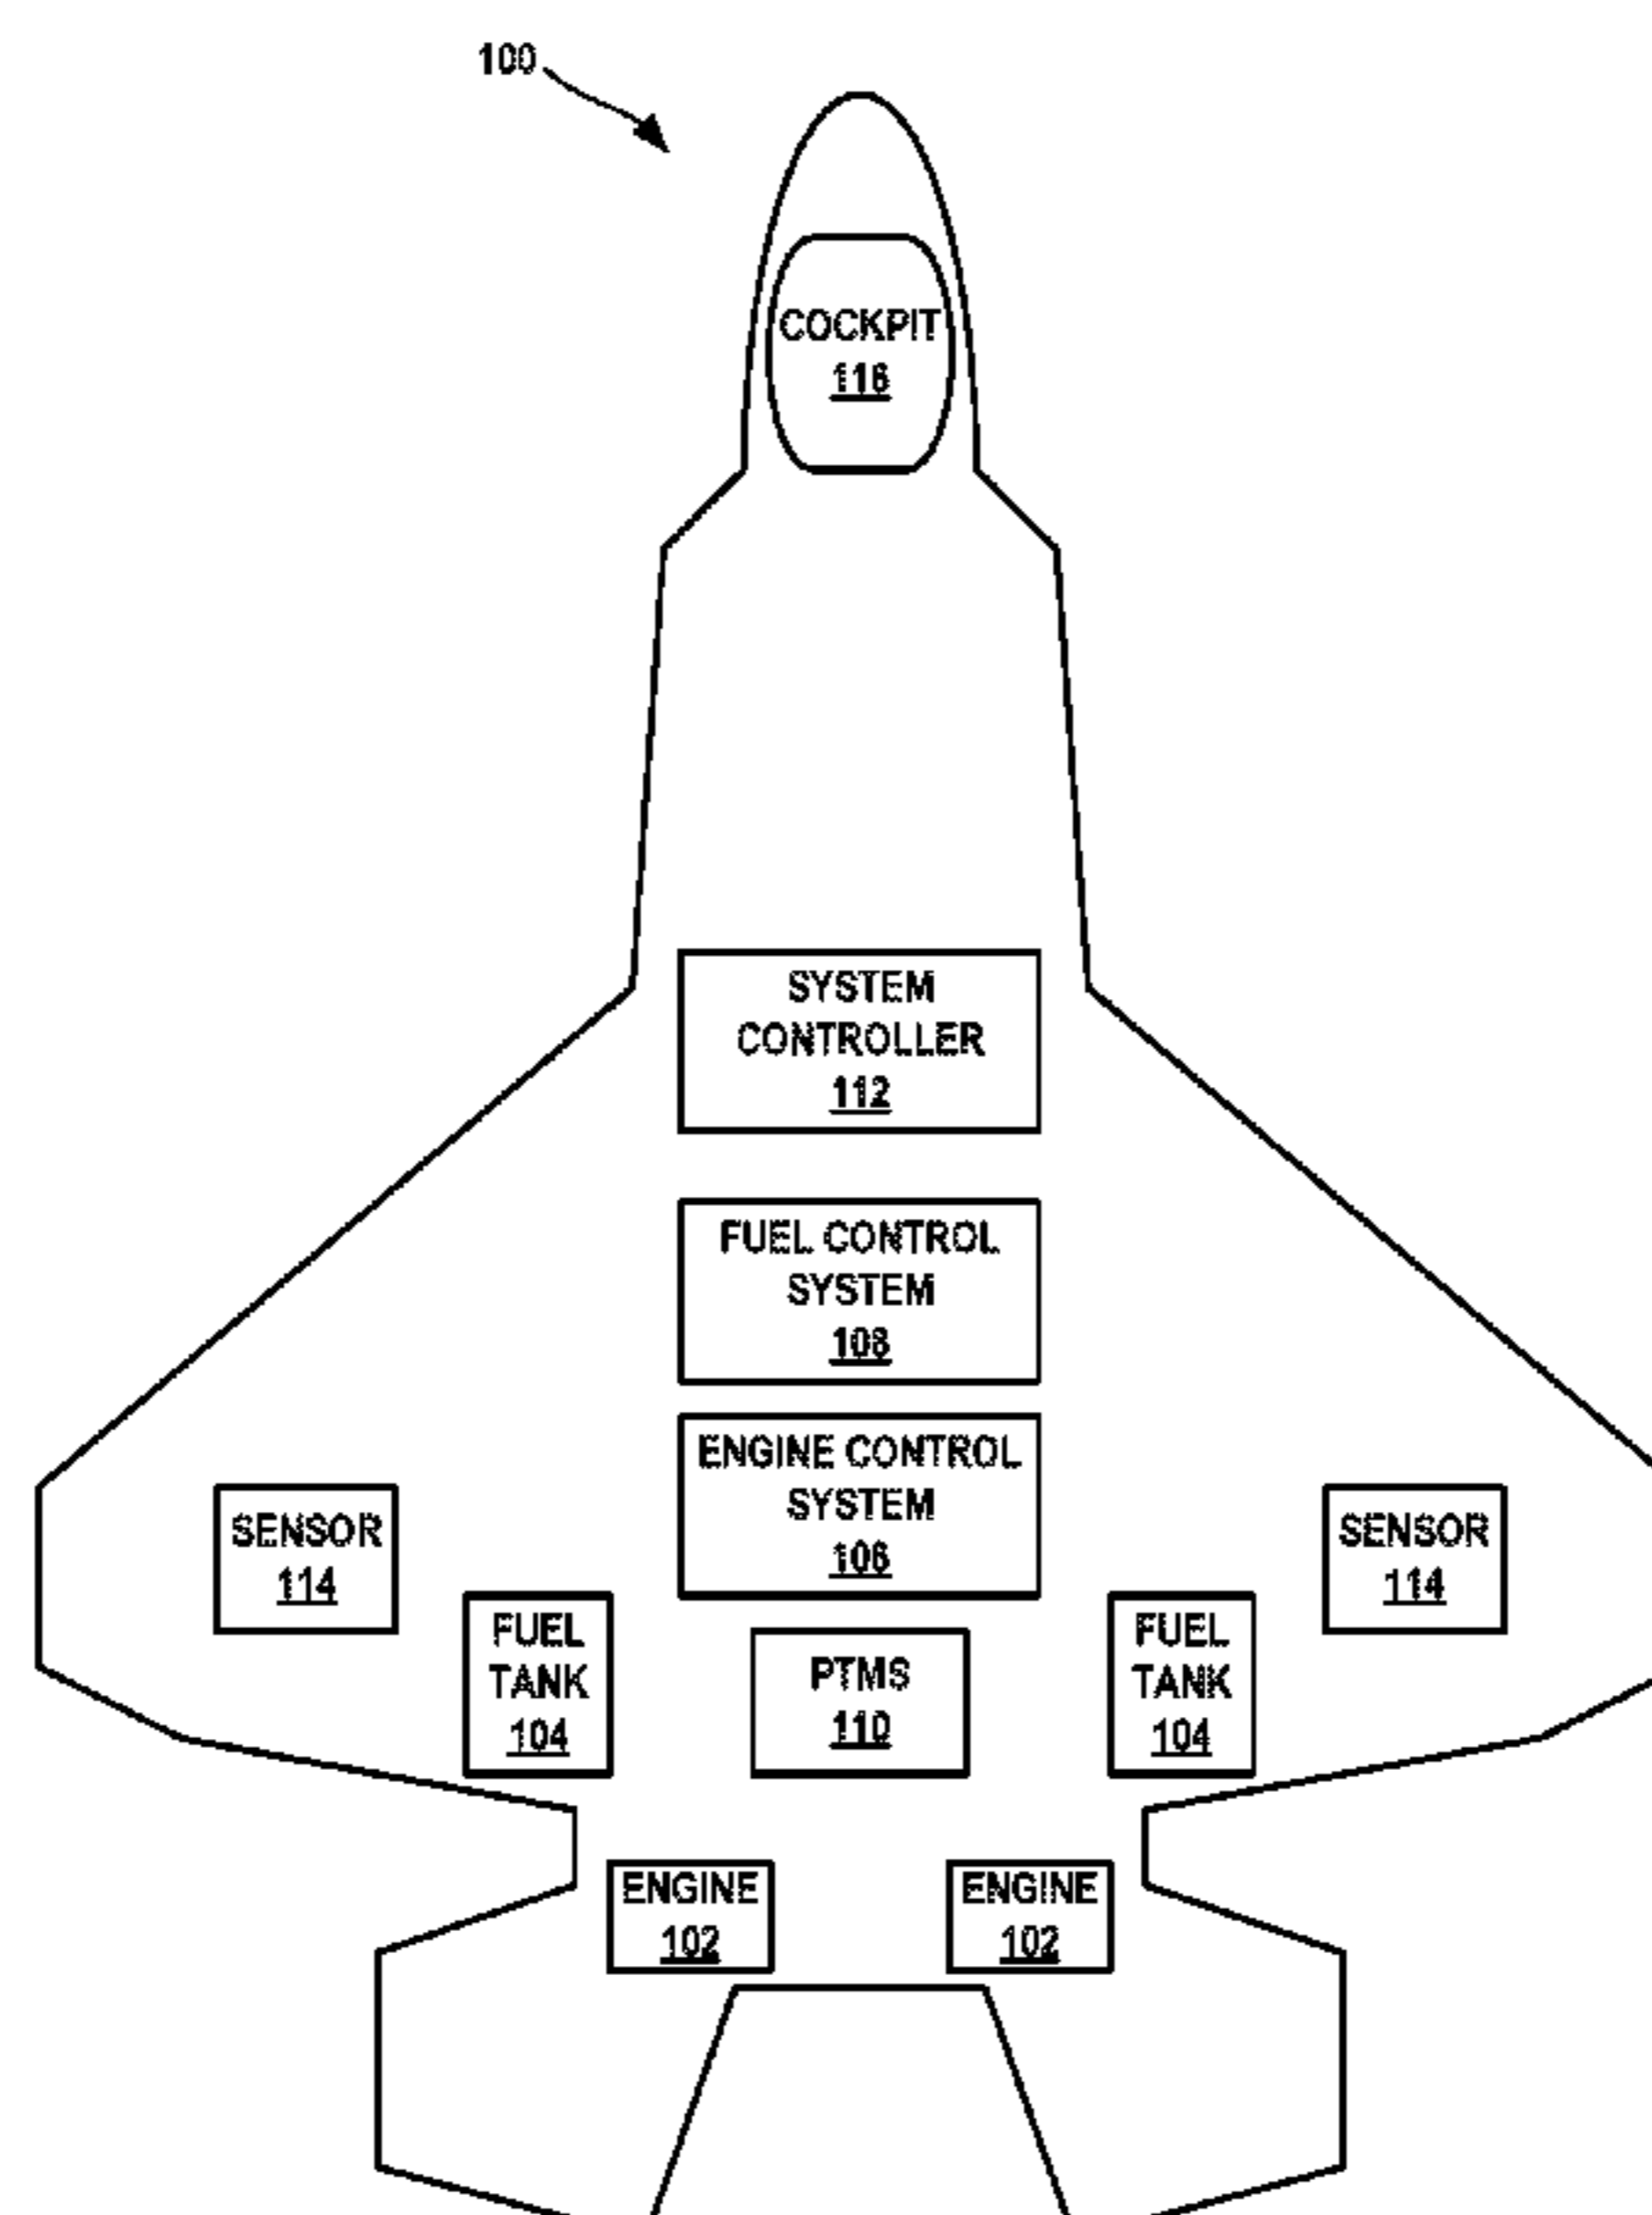 100
COCKPIT
116
SYSTEM
CONTROLLER
112
FUEL CONTROL
SYSTEM
108
ENGINE CONTROL
SYSTEM
106
SENSOR
114
SENSOR
114
FUEL
TANK
104
PTMS
110
FUEL
TANK
104
ENGINE
102
ENGINE
102